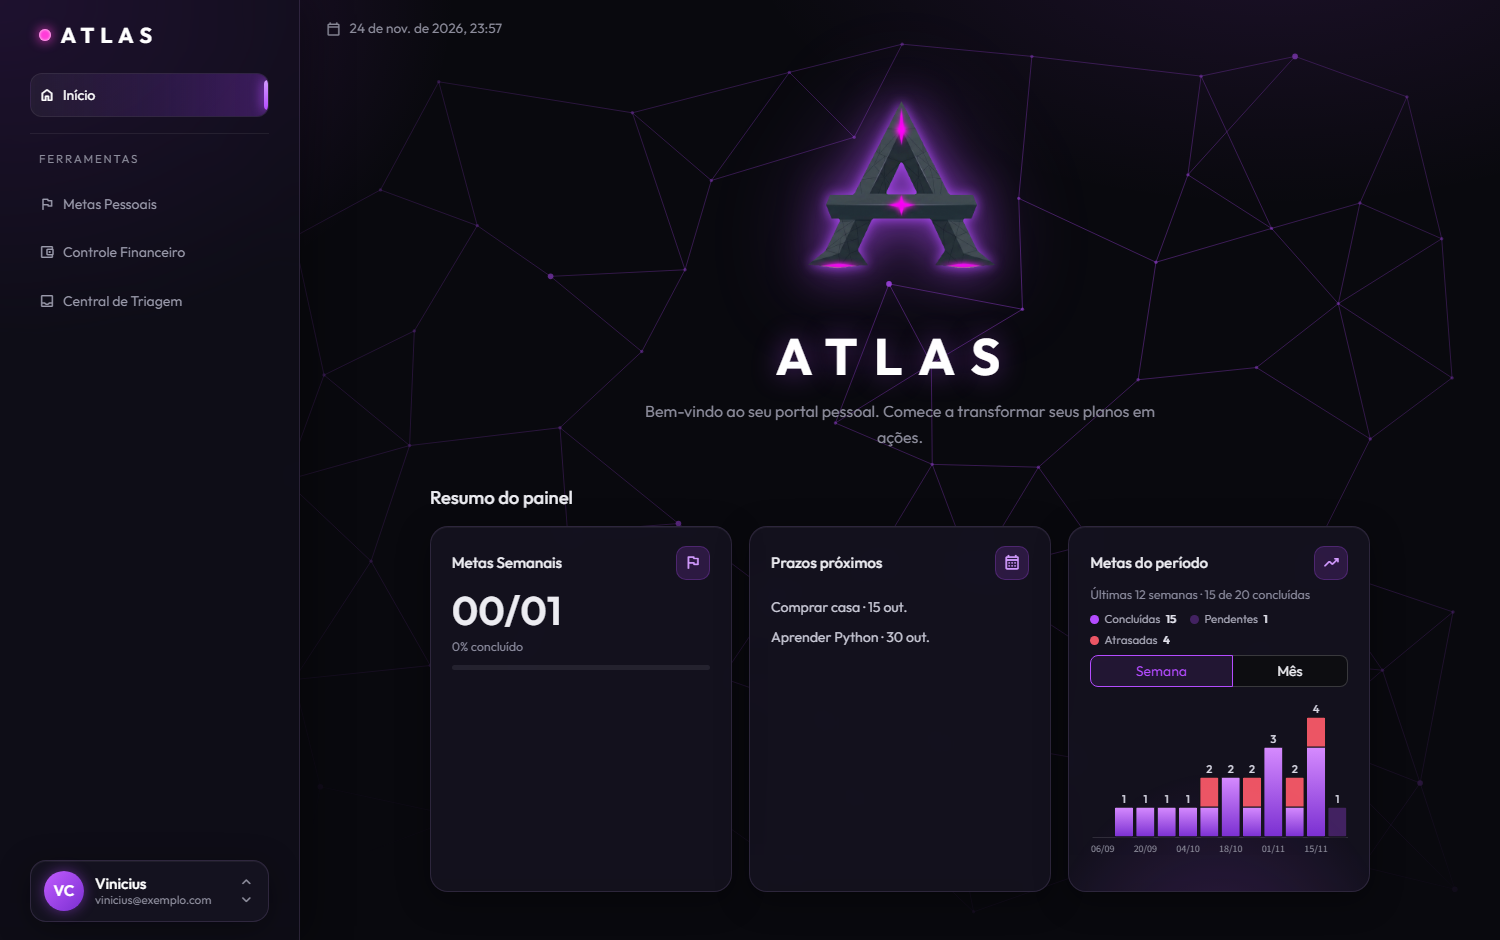 ATLAS
Início
FERRAMENTAS
Metas Pessoais
Controle Financeiro
Central de Triagem
VC
Vinicius
vinicius@exemplo.com
24 de nov. de 2026, 23:57
ATLAS
Bem-vindo ao seu portal pessoal. Comece a transformar seus planos em
ações.
Resumo do painel
Metas Semanais
00/01
0% concluído
Prazos próximos
Comprar casa · 15 out.
Aprender Python · 30 out.
Metas do período
Últimas 12 semanas · 15 de 20 concluídas
Concluídas 15 Pendentes 1
Atrasadas 4
Semana Mês
1 1 1 1 2 2 2 3 2 4 1
06/09 20/09 04/10 18/10 01/11 15/11